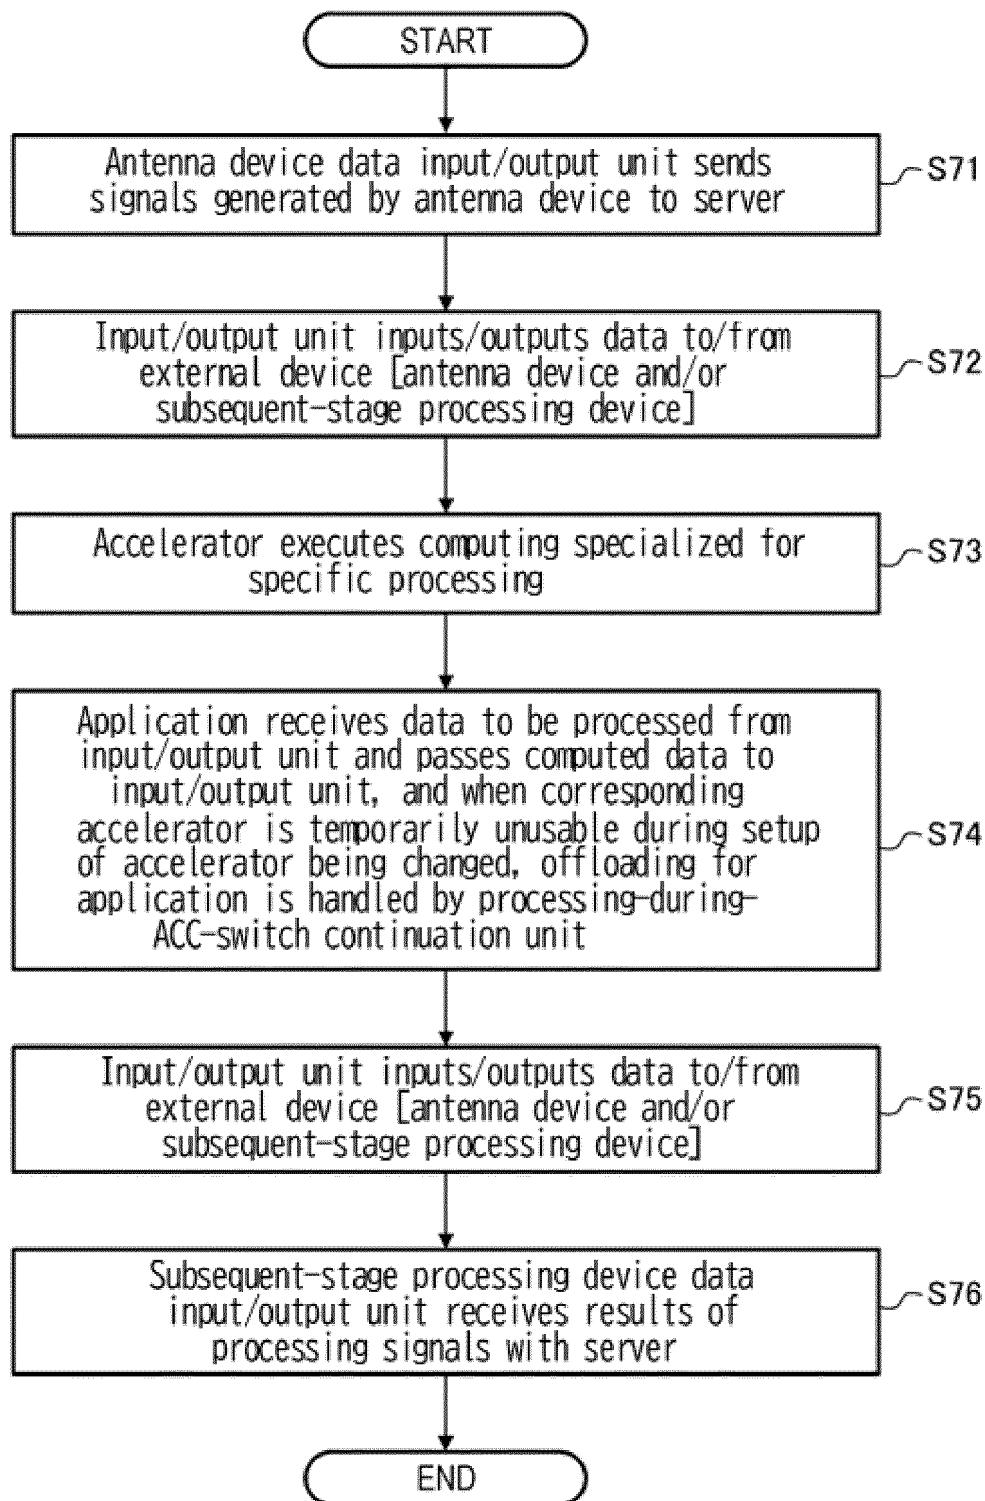 START
Antenna device data input/output unit sends
signals generated by antenna device to server
S71
Input/output unit inputs/outputs data to/from
external device [antenna device and/or
subsequent-stage processing device]
S72
Accelerator executes computing specialized for
specific processing
S73
Application receives data to be processed from
input/output unit and passes computed data to
input/output unit, and when corresponding
accelerator is temporarily unusable during setup
of accelerator being changed, offloading for
application is handled by processing-during-
ACC-switch continuation unit
S74
Input/output unit inputs/outputs data to/from
external device [antenna device and/or
subsequent-stage processing device]
S75
Subsequent-stage processing device data
input/output unit receives results of
processing signals with server
S76
END